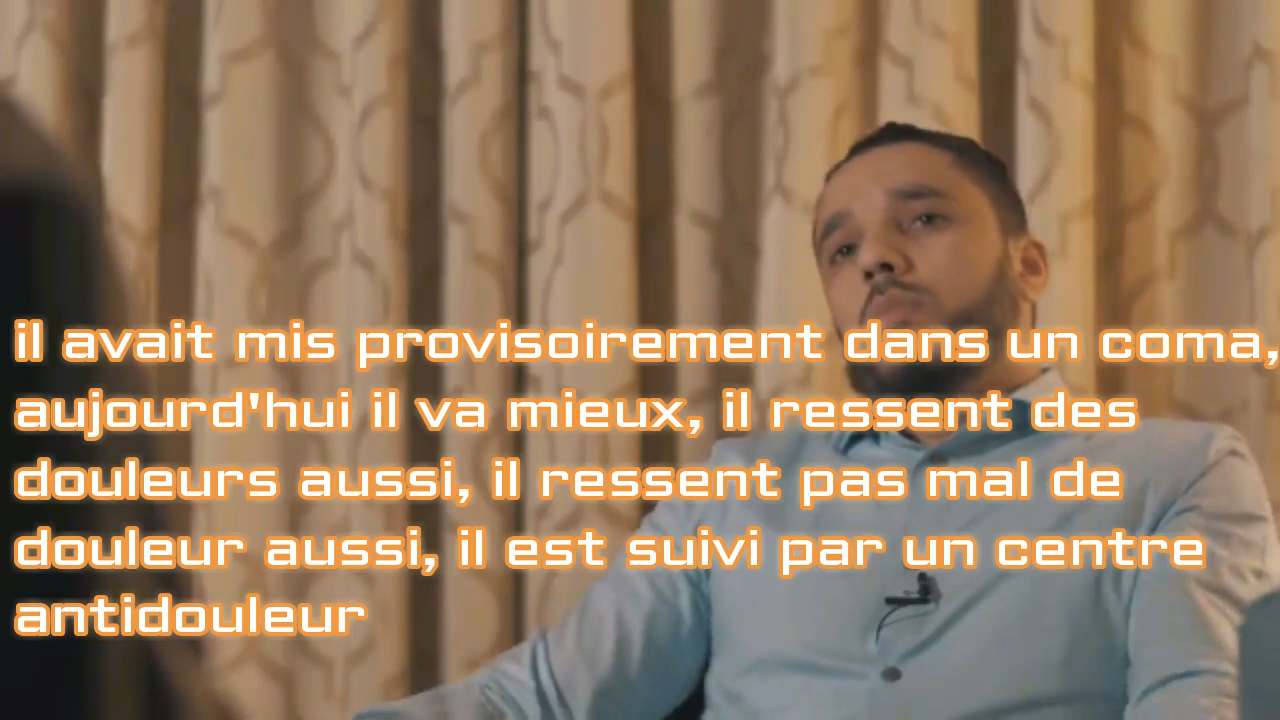 il avait mis provisoirement dans un coma,
aujourd'hui il va mieux, il ressent des
douleurs aussi, il ressent pas mal de
douleur aussi, il est suivi par un centre
antidouleur